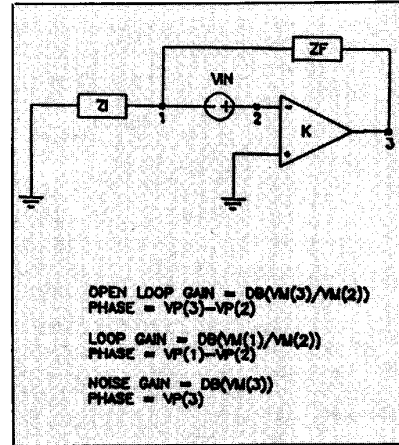 ZF
VIN
ZI
1
2
K
3
OPEN LOOP GAIN = DB(VM(3)/VM(2))
PHASE = VP(3)-VP(2)
LOOP GAIN = DB(VM(1)/VM(2))
PHASE = VP(1)-VP(2)
NOISE GAIN = DB(VM(3))
PHASE = VP(3)